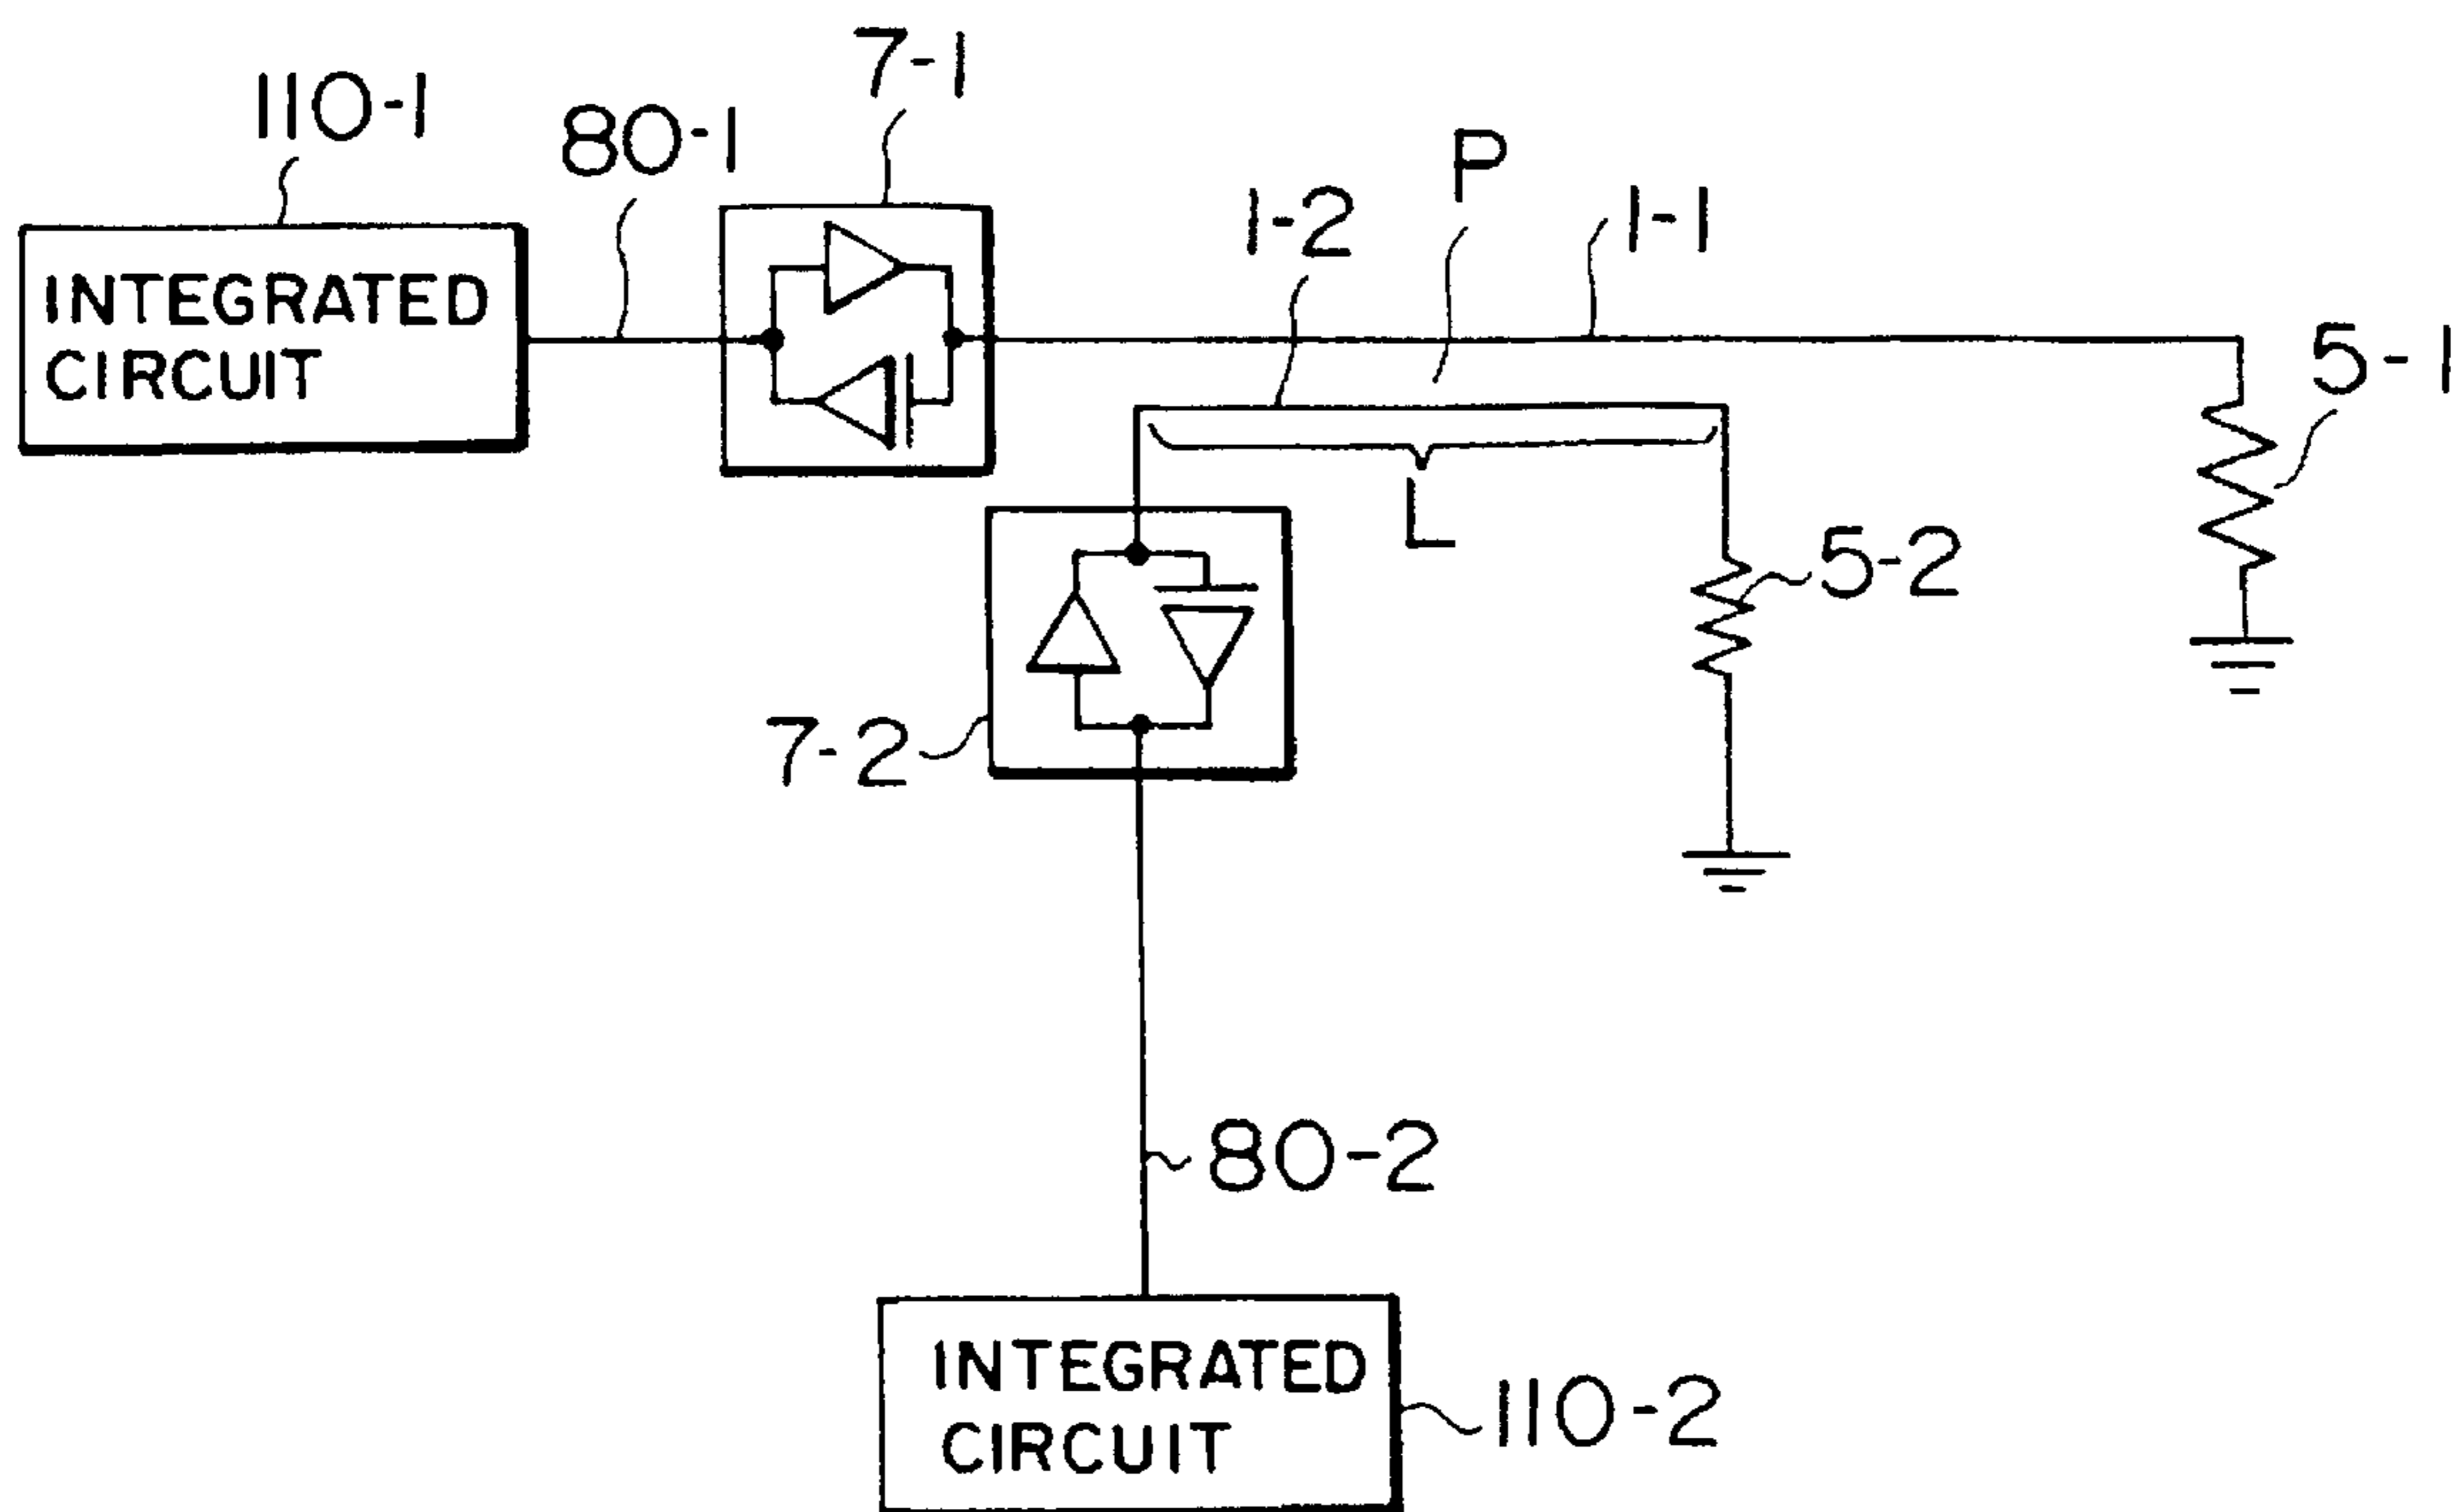 7-1
110-1
80-1
P
1-2
1-1
INTEGRATED
CIRCUIT
5-1
L
5-2
7-2
80-2
INTEGRATED
CIRCUIT
110-2